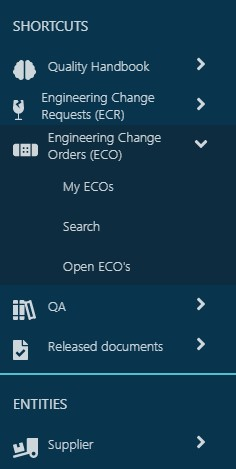 SHORTCUTS
Quality Handbook
Engineering Change
Requests (ECR)
Engineering Change
Orders (ECO)
My ECOs
Search
Open ECO's
QA
Released documents
ENTITIES
Supplier